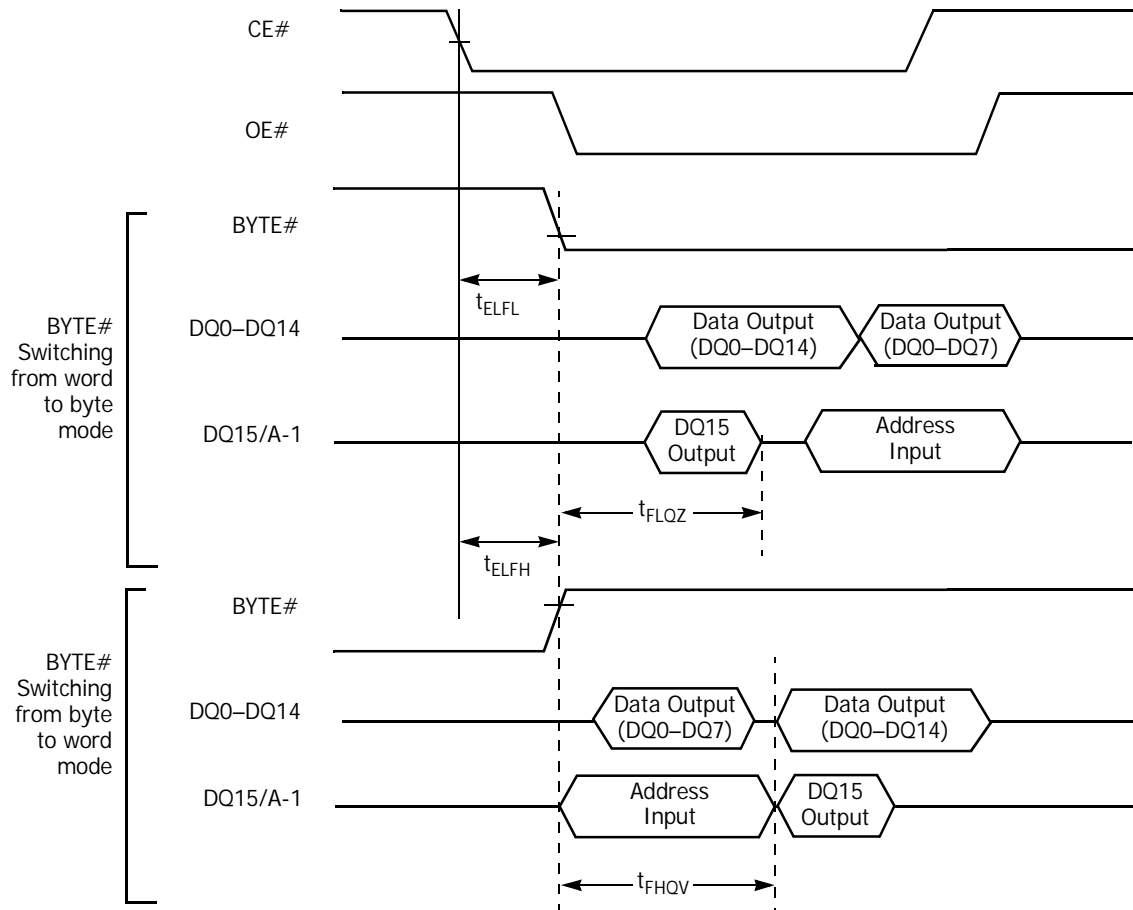 CE#
OE#
BYTE#
t_ELFL
BYTE#
Switching
from word
to byte
mode
DQ0–DQ14
Data Output
(DQ0–DQ14)
Data Output
(DQ0–DQ7)
DQ15/A-1
DQ15
Output
Address
Input
t_FLQZ
t_ELFH
BYTE#
BYTE#
Switching
from byte
to word
mode
DQ0–DQ14
Data Output
(DQ0–DQ7)
Data Output
(DQ0–DQ14)
DQ15/A-1
Address
Input
DQ15
Output
t_FHQV